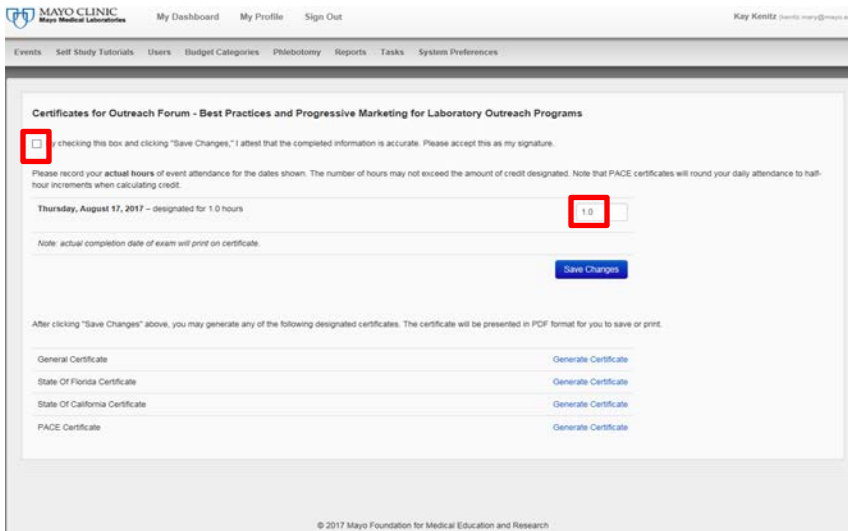 MAYO CLINIC
Mayo Medical Laboratories
My Dashboard My Profile Sign Out
Kay Kenitz
Events Self Study Tutorials Users Budget Categories Phlebotomy Reports Tasks System Preferences
Certificates for Outreach Forum - Best Practices and Progressive Marketing for Laboratory Outreach Programs
y checking this box and clicking "Save Changes," I attest that the completed information is accurate. Please accept this as my signature.
Please record your actual hours of event attendance for the dates shown. The number of hours may not exceed the amount of credit designated. Note that PACE certificates will round your daily attendance to half-
hour increments when calculating credit.
Thursday, August 17, 2017 – designated for 1.0 hours
1.0
Note: actual completion date of exam will print on certificate.
Save Changes
After clicking "Save Changes" above, you may generate any of the following designated certificates. The certificate will be presented in PDF format for you to save or print.
General Certificate Generate Certificate
State Of Florida Certificate Generate Certificate
State Of California Certificate Generate Certificate
PACE Certificate Generate Certificate
© 2017 Mayo Foundation for Medical Education and Research